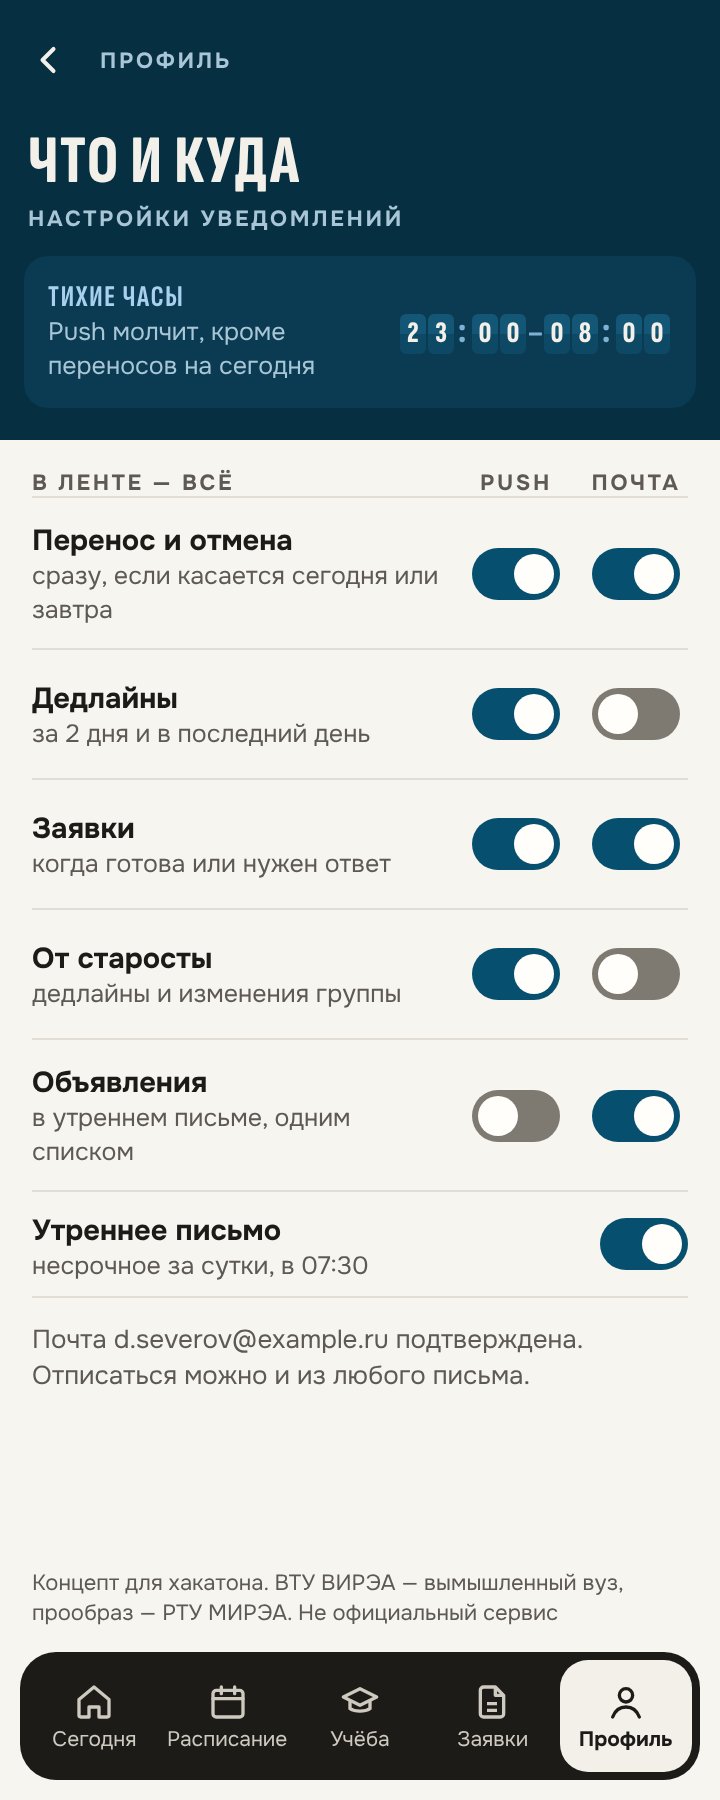 ПРОФИЛЬ
ЧТО И КУДА
НАСТРОЙКИ УВЕДОМЛЕНИЙ
ТИХИЕ ЧАСЫ
Push молчит, кроме
переносов на сегодня
23:00–08:00
В ЛЕНТЕ — ВСЁ PUSH ПОЧТА
Перенос и отмена
сразу, если касается сегодня или
завтра
Дедлайны
за 2 дня и в последний день
Заявки
когда готова или нужен ответ
От старосты
дедлайны и изменения группы
Объявления
в утреннем письме, одним
списком
Утреннее письмо
несрочное за сутки, в 07:30
Почта d.severov@example.ru подтверждена.
Отписаться можно и из любого письма.
Концепт для хакатона. ВТУ ВИРЭА — вымышленный вуз,
прообраз — РТУ МИРЭА. Не официальный сервис
Сегодня Расписание Учёба Заявки Профиль